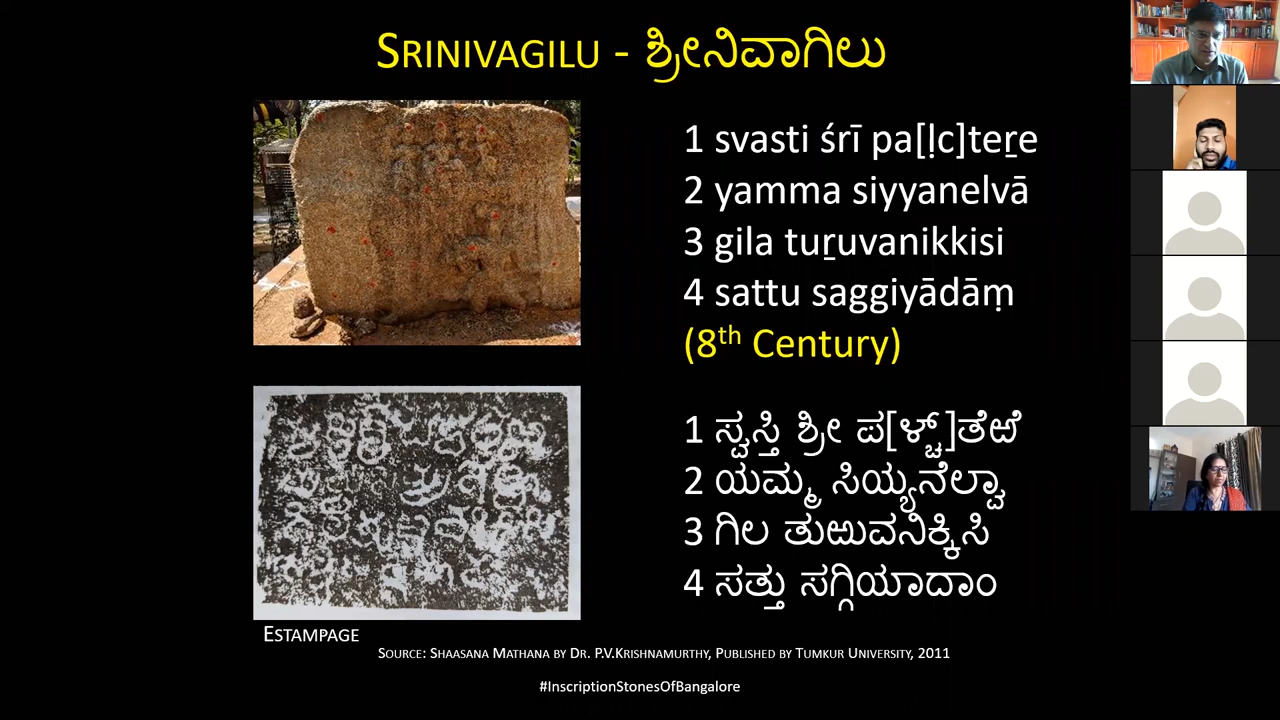 SRINIVAGILU - ಶ್ರೀನಿವಾಗಿಲು
1 svasti śrī pa[ḷc]teṟe
2 yamma siyyanelvā
3 gila tuṟuvanikkisi
4 sattu saggiyādāṃ
(8th Century)
1 ಸ್ವಸ್ತಿ ಶ್ರೀ ಪ[ಳ್ಚ್]ತೆಱೆ
2 ಯಮ್ಮ ಸಿಯ್ಯನೆಲ್ವಾ
3 ಗಿಲ ತುಱುವನಿಕ್ಕಿಸಿ
4 ಸತ್ತು ಸಗ್ಗಿಯಾದಾಂ
ESTAMPAGE
SOURCE: SHAASANA MATHANA BY DR. P.V.KRISHNAMURTHY, PUBLISHED BY TUMKUR UNIVERSITY, 2011
#InscriptionStonesOfBangalore